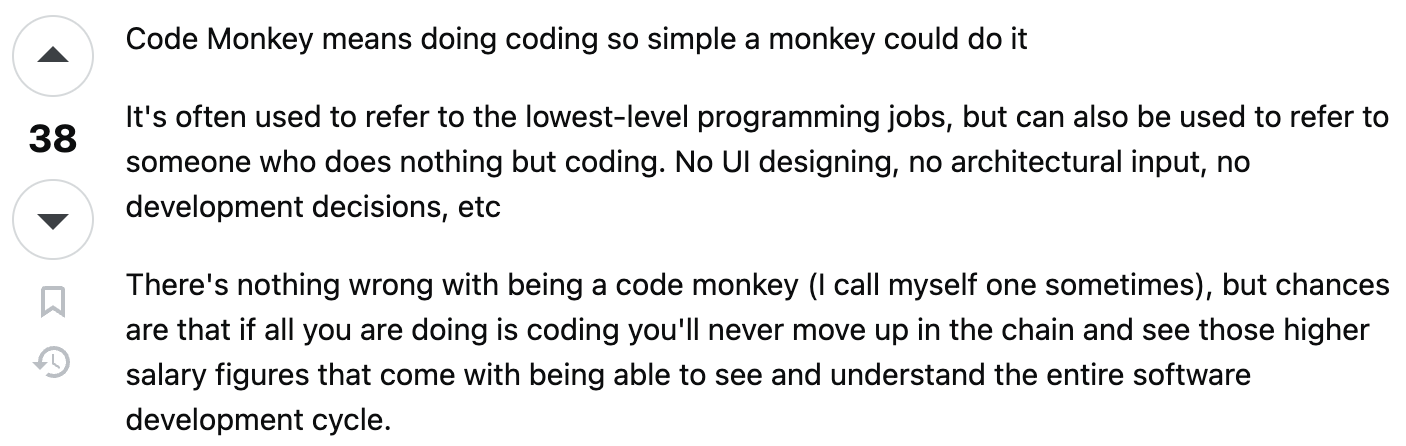 Code Monkey means doing coding so simple a monkey could do it
38
It's often used to refer to the lowest-level programming jobs, but can also be used to refer to
someone who does nothing but coding. No UI designing, no architectural input, no
development decisions, etc
There's nothing wrong with being a code monkey (I call myself one sometimes), but chances
are that if all you are doing is coding you'll never move up in the chain and see those higher
salary figures that come with being able to see and understand the entire software
development cycle.